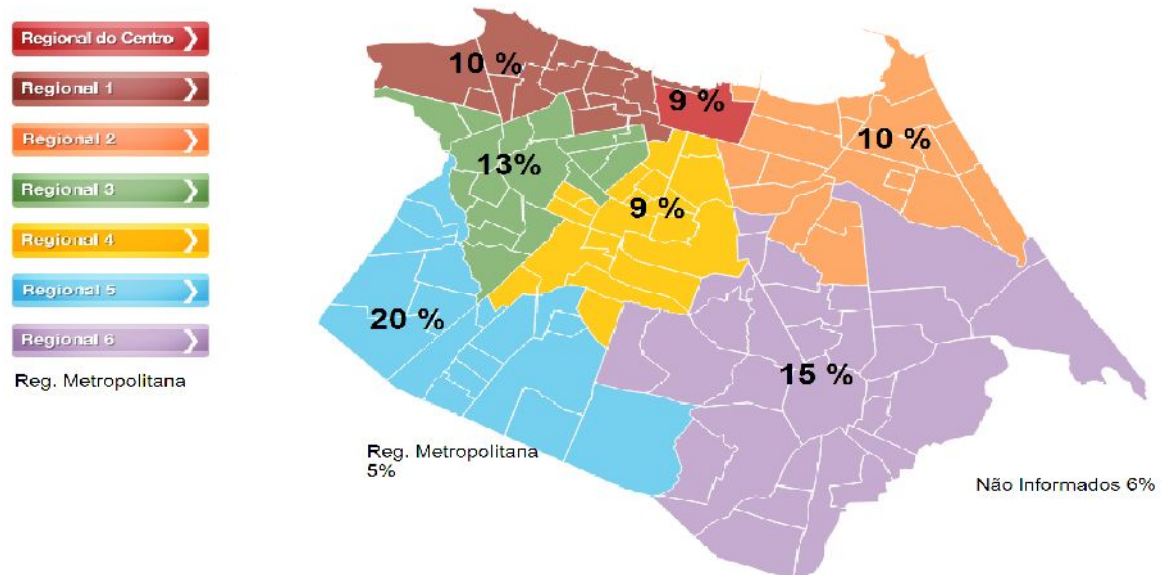 Regional do Centro
Regional 1
Regional 2
Regional 3
Regional 4
Regional 5
Regional 6
Reg. Metropolitana
10 %
9 %
10 %
13%
9 %
20 %
15 %
Reg. Metropolitana
5%
Não Informados 6%